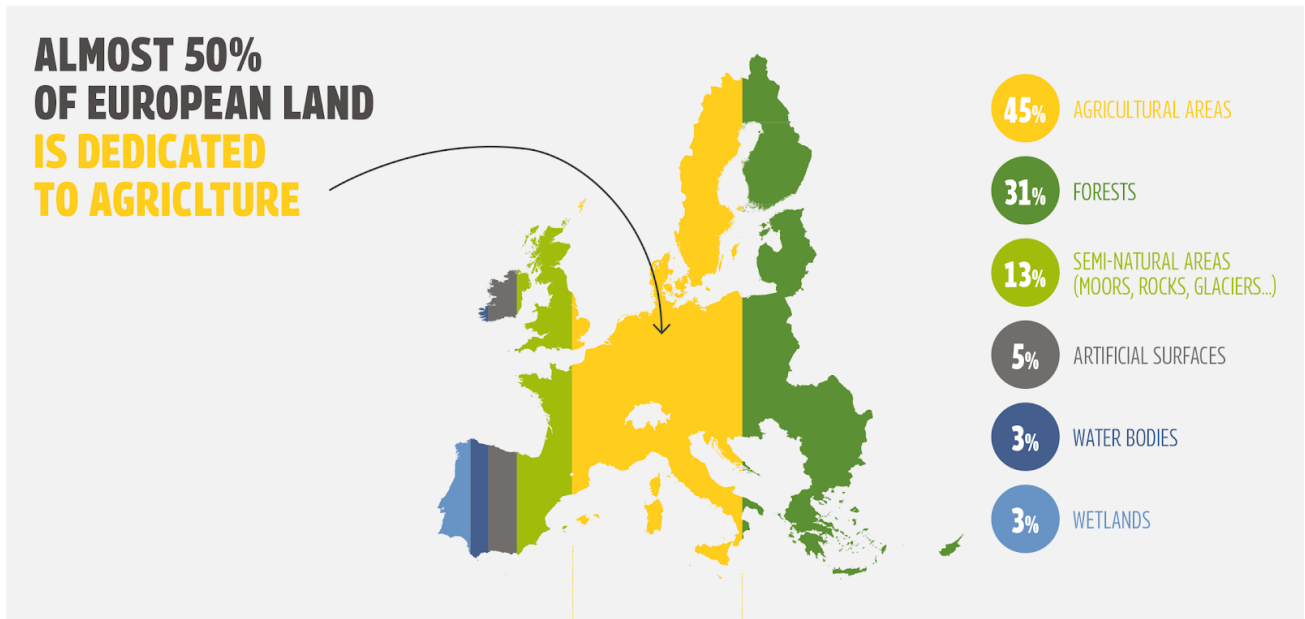 ALMOST 50%
OF EUROPEAN LAND
IS DEDICATED
TO AGRICLTURE
45% AGRICULTURAL AREAS
31% FORESTS
13% SEMI-NATURAL AREAS
(MOORS, ROCKS, GLACIERS...)
5% ARTIFICIAL SURFACES
3% WATER BODIES
3% WETLANDS